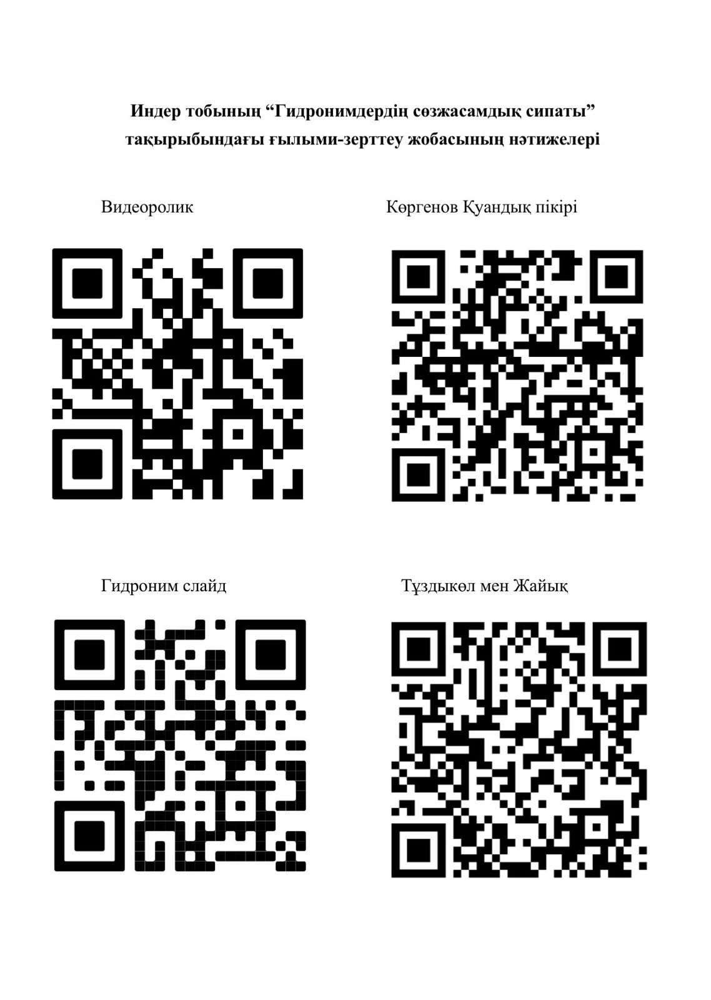 Индер тобының “Гидронимдердің сөзжасамдық сипаты”
тақырыбындағы ғылыми-зерттеу жобасының нәтижелері
Видеоролик
Көргенов Қуандық пікірі
Гидроним слайд
Тұздыкөл мен Жайық